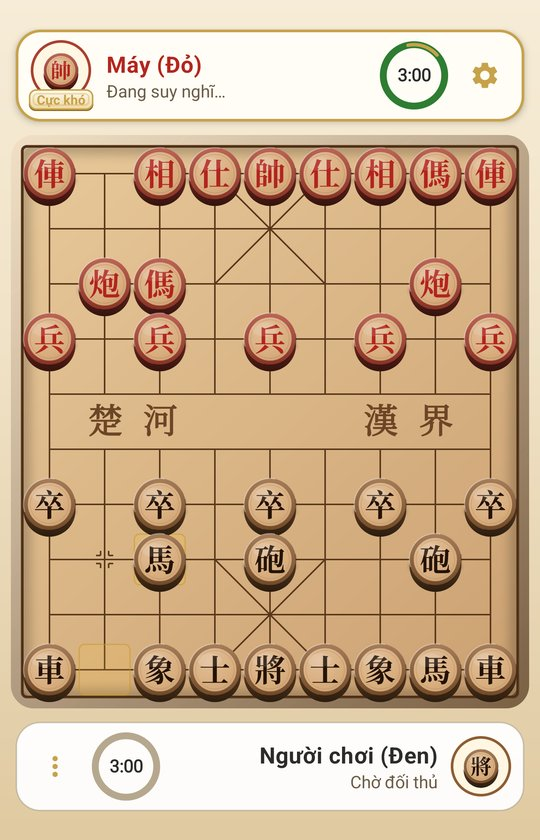 帥
Cực khó
Máy (Đỏ)
Đang suy nghĩ...
3:00
俥 相 仕 帥 仕 相 傌 俥
炮 傌 炮
兵 兵 兵 兵 兵
楚 河 漢 界
卒 卒 卒 卒 卒
馬 砲 砲
車 象 士 將 士 象 馬 車
3:00
Người chơi (Đen)
Chờ đối thủ
將